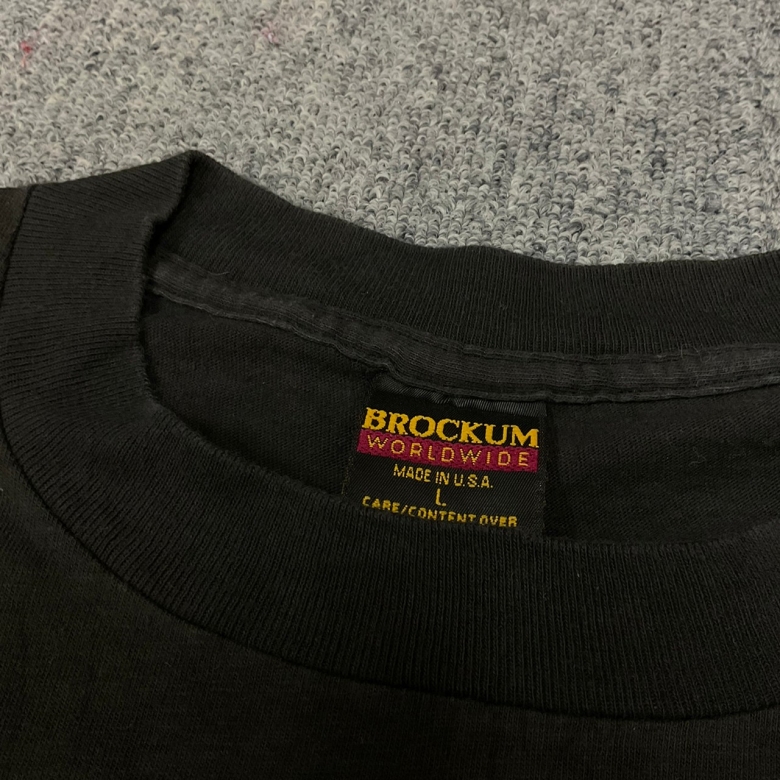 BROCKUM
WORLDWIDE
MADE IN U.S.A.
L
CARE/CONTENT OVER